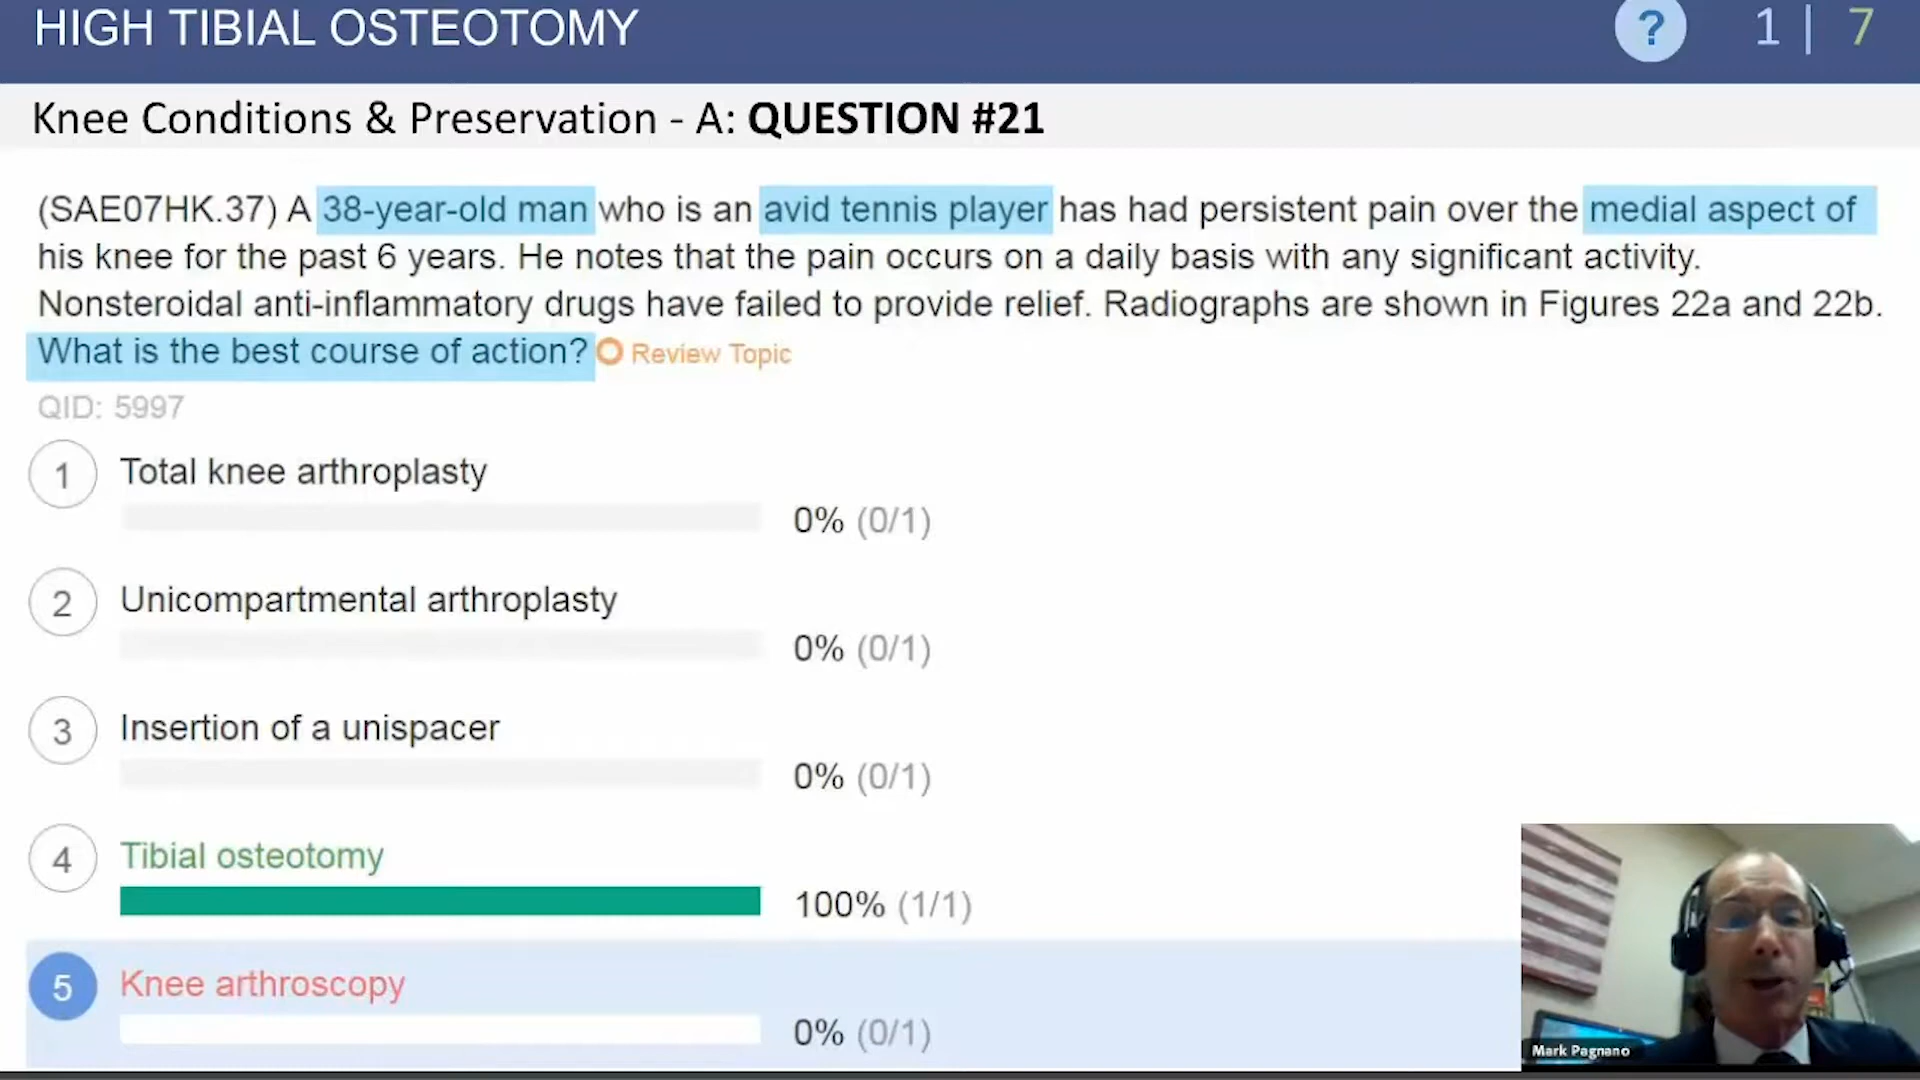 HIGH TIBIAL OSTEOTOMY
? 1 | 7
Knee Conditions & Preservation - A: QUESTION #21
(SAE07HK.37) A 38-year-old man who is an avid tennis player has had persistent pain over the medial aspect of
his knee for the past 6 years. He notes that the pain occurs on a daily basis with any significant activity.
Nonsteroidal anti-inflammatory drugs have failed to provide relief. Radiographs are shown in Figures 22a and 22b.
What is the best course of action? Review Topic
QID: 5997
1 Total knee arthroplasty
0% (0/1)
2 Unicompartmental arthroplasty
0% (0/1)
3 Insertion of a unispacer
0% (0/1)
4 Tibial osteotomy
100% (1/1)
5 Knee arthroscopy
0% (0/1)
Mark Pagnano